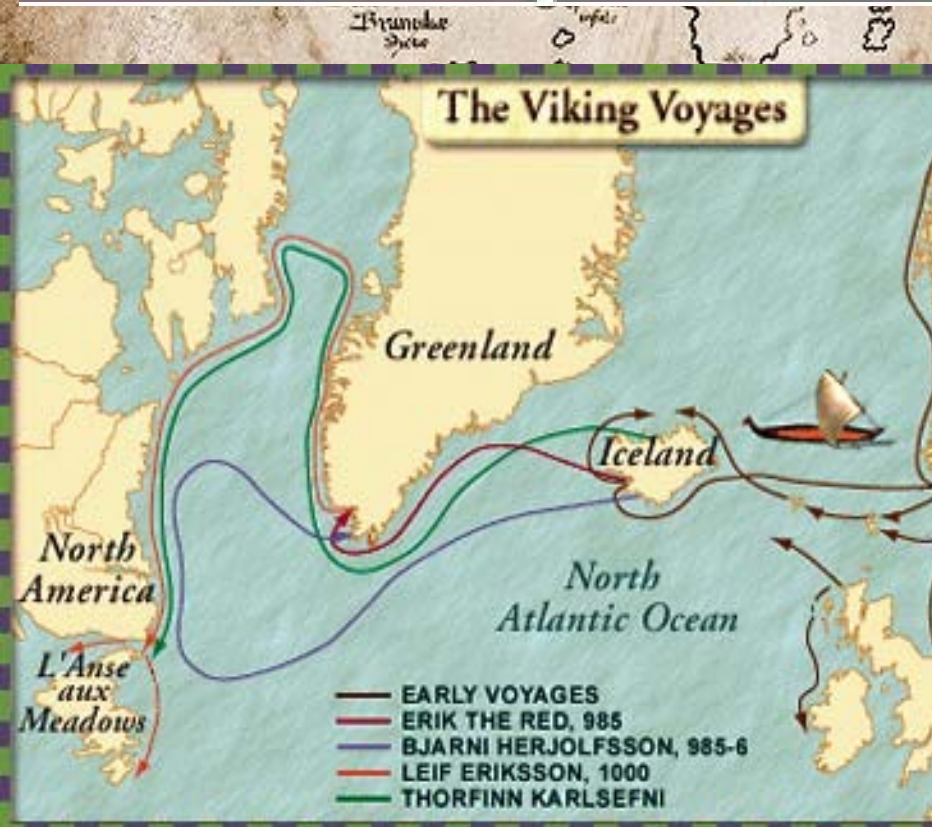 The Viking Voyages
Greenland
Iceland
North
America
North
Atlantic Ocean
L'Anse
aux
Meadows
EARLY VOYAGES
ERIK THE RED, 985
BJARNI HERJOLFSSON, 985-6
LEIF ERIKSSON, 1000
THORFINN KARLSEFNI